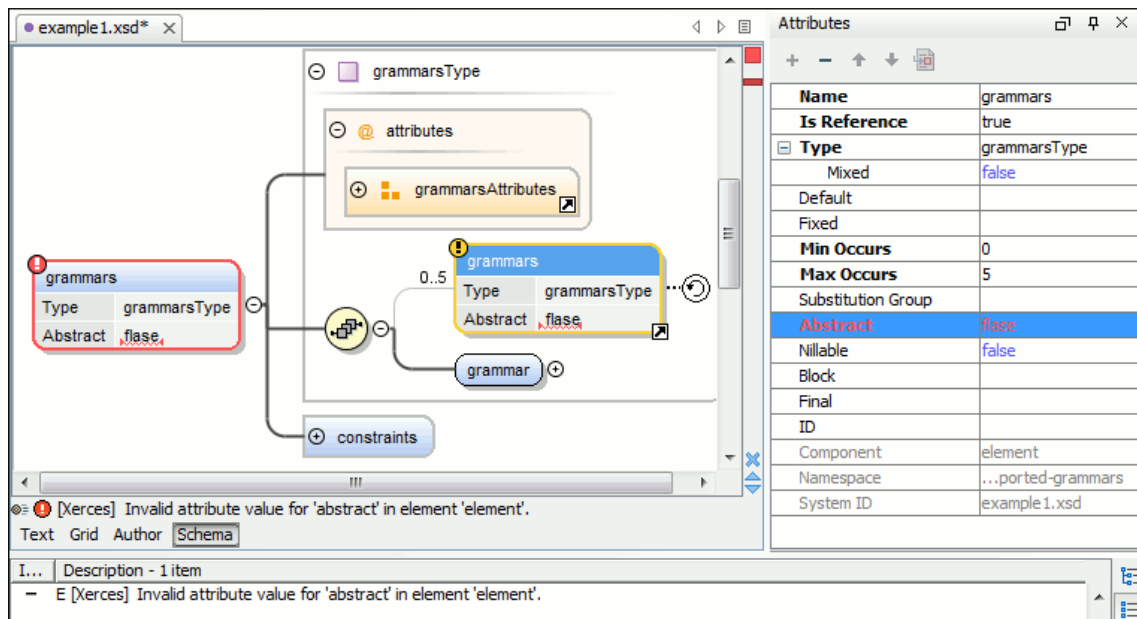 example1.xsd*
grammarsType
@ attributes
grammarsAttributes
grammars
Type grammarsType
Abstract flase
0..5
grammars
Type grammarsType
Abstract flase
grammar
constraints
[Xerces] Invalid attribute value for 'abstract' in element 'element'.
Text Grid Author Schema
Attributes
Name grammars
Is Reference true
Type grammarsType
Mixed false
Default
Fixed
Min Occurs 0
Max Occurs 5
Substitution Group
Abstract flase
Nillable false
Block
Final
ID
Component element
Namespace ...ported-grammars
System ID example1.xsd
I... Description - 1 item
E [Xerces] Invalid attribute value for 'abstract' in element 'element'.